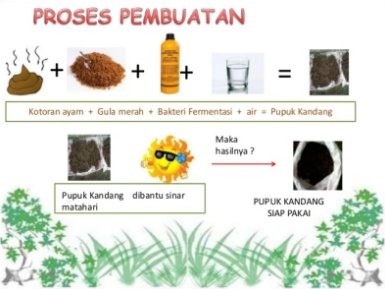 PROSES PEMBUATAN
+ + + =
Kotoran ayam + Gula merah + Bakteri Fermentasi + air = Pupuk Kandang
Maka
hasilnya ?
Pupuk Kandang dibantu sinar
matahari
PUPUK KANDANG
SIAP PAKAI